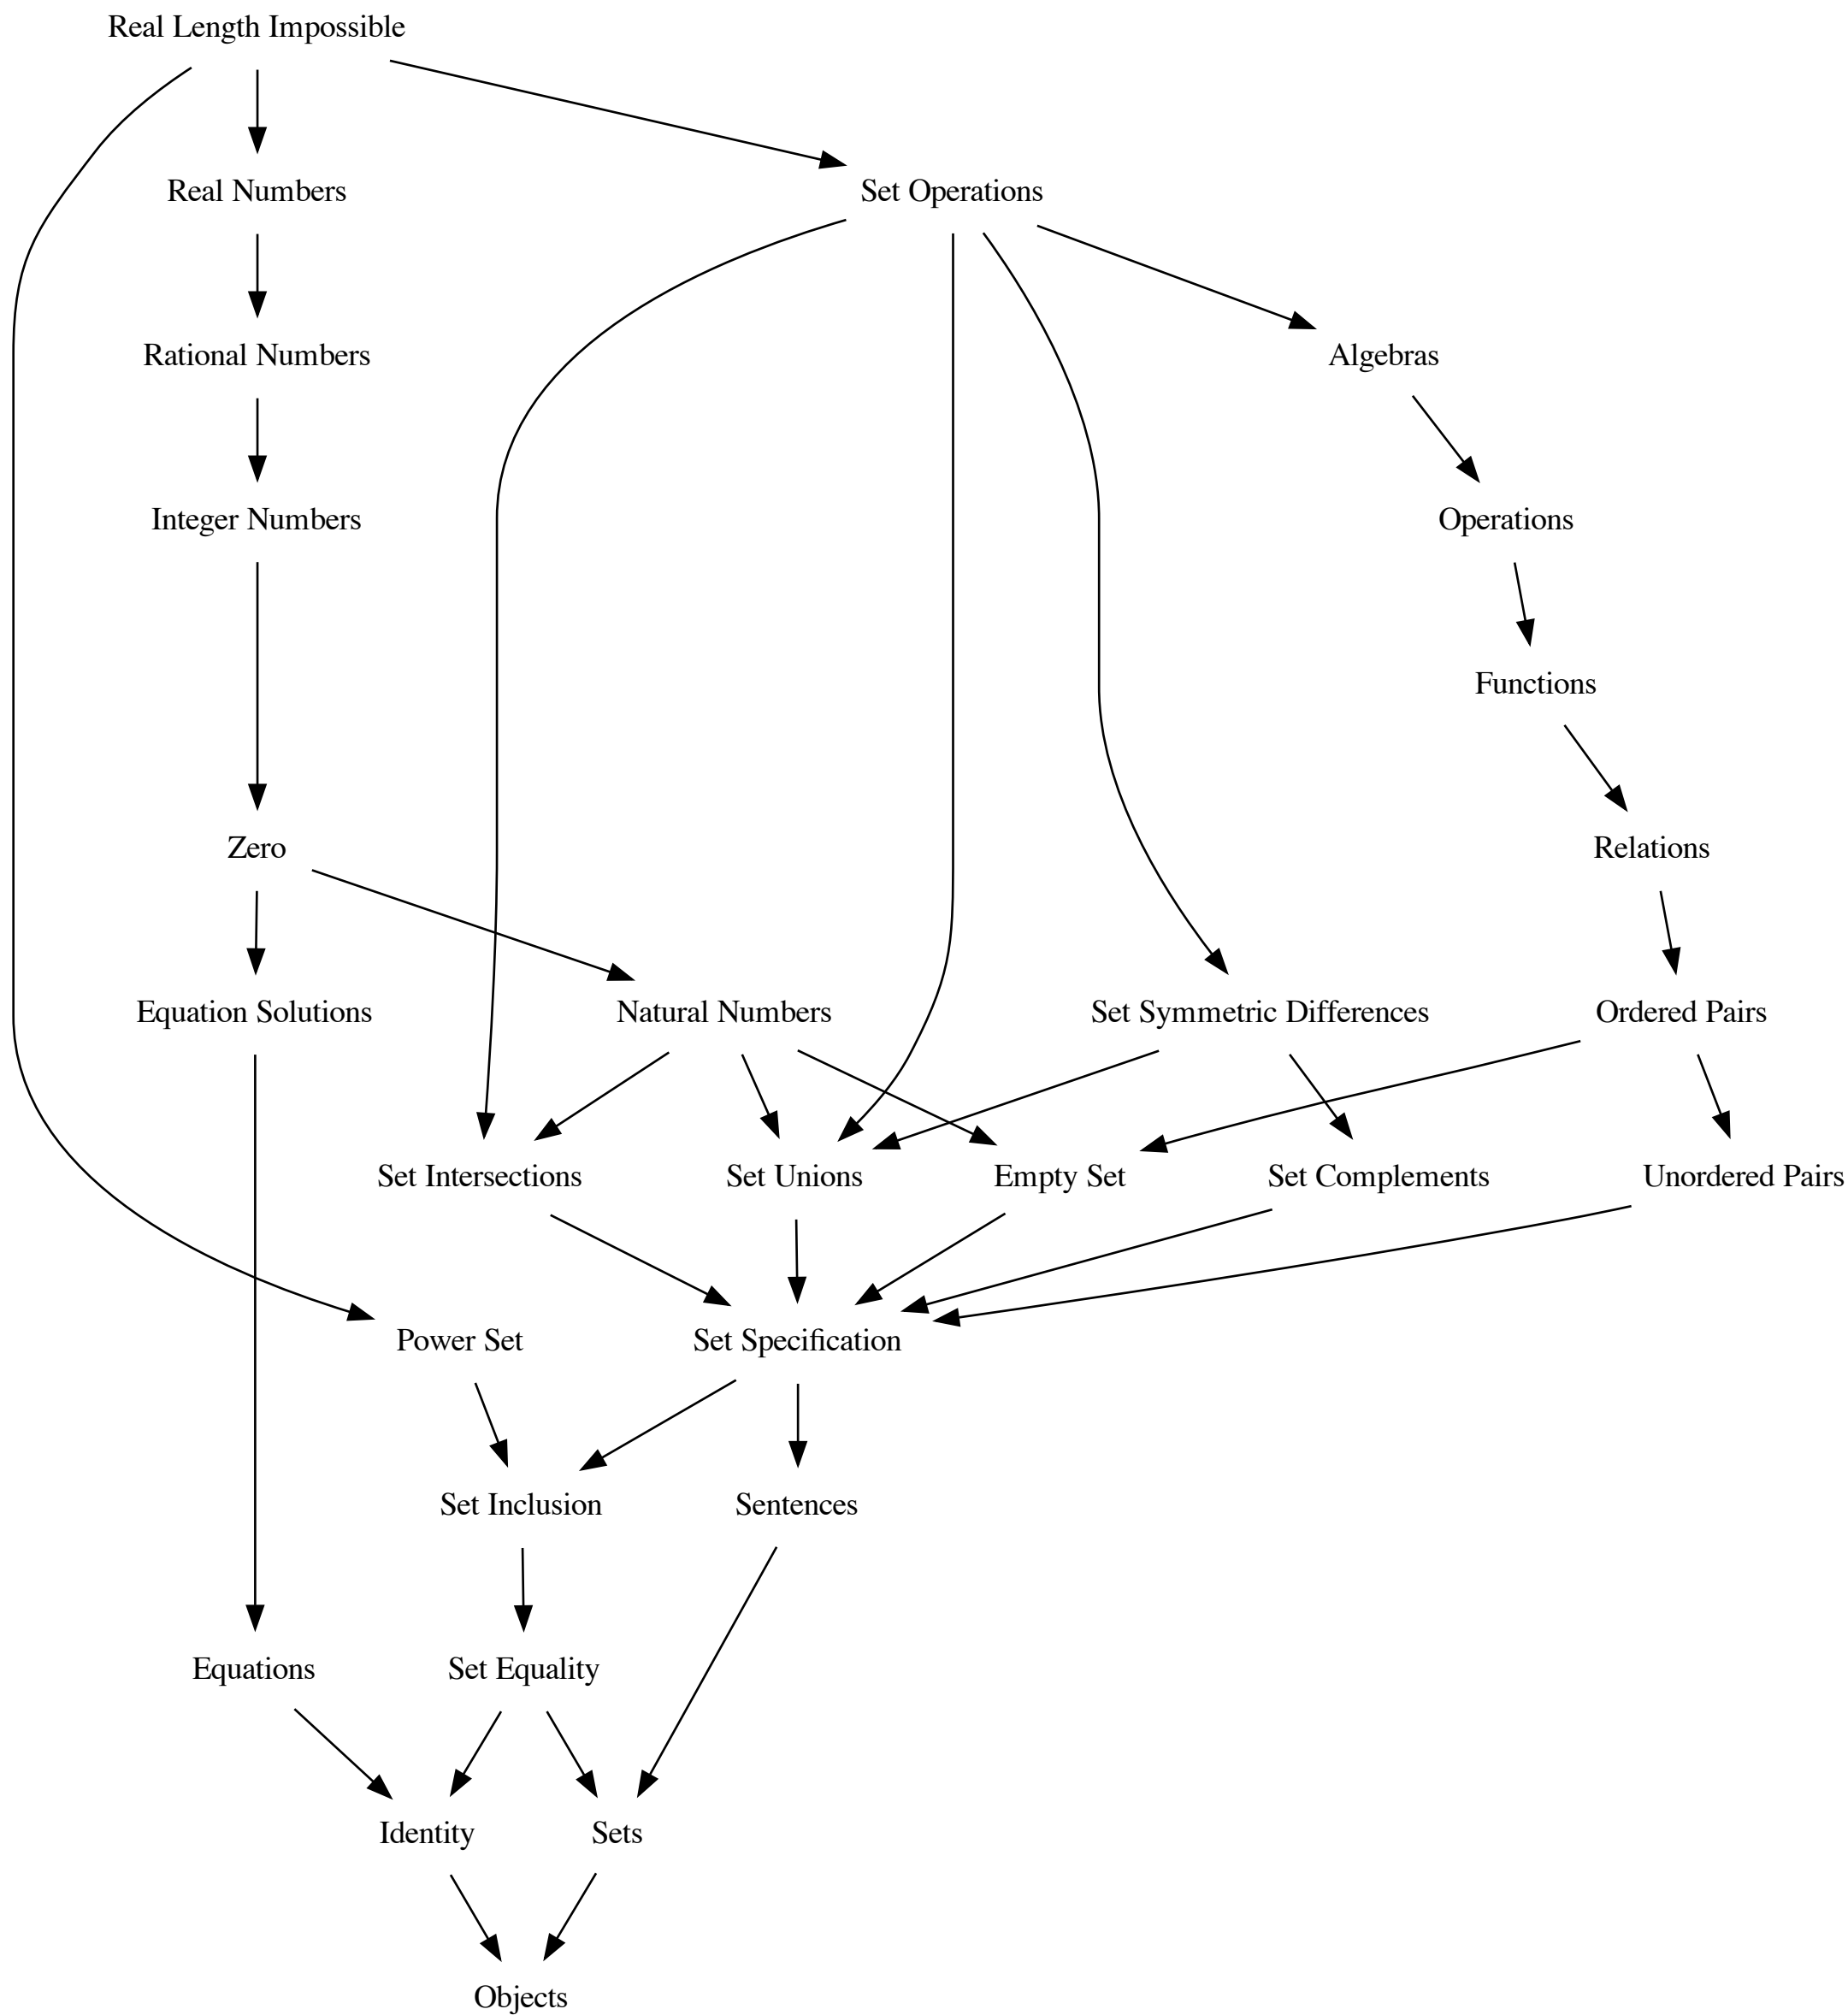 Real Length Impossible
Real Numbers
Set Operations
Rational Numbers
Algebras
Integer Numbers
Operations
Functions
Zero
Relations
Equation Solutions
Natural Numbers
Set Symmetric Differences
Ordered Pairs
Set Intersections
Set Unions
Empty Set
Set Complements
Unordered Pairs
Power Set
Set Specification
Set Inclusion
Sentences
Equations
Set Equality
Identity
Sets
Objects